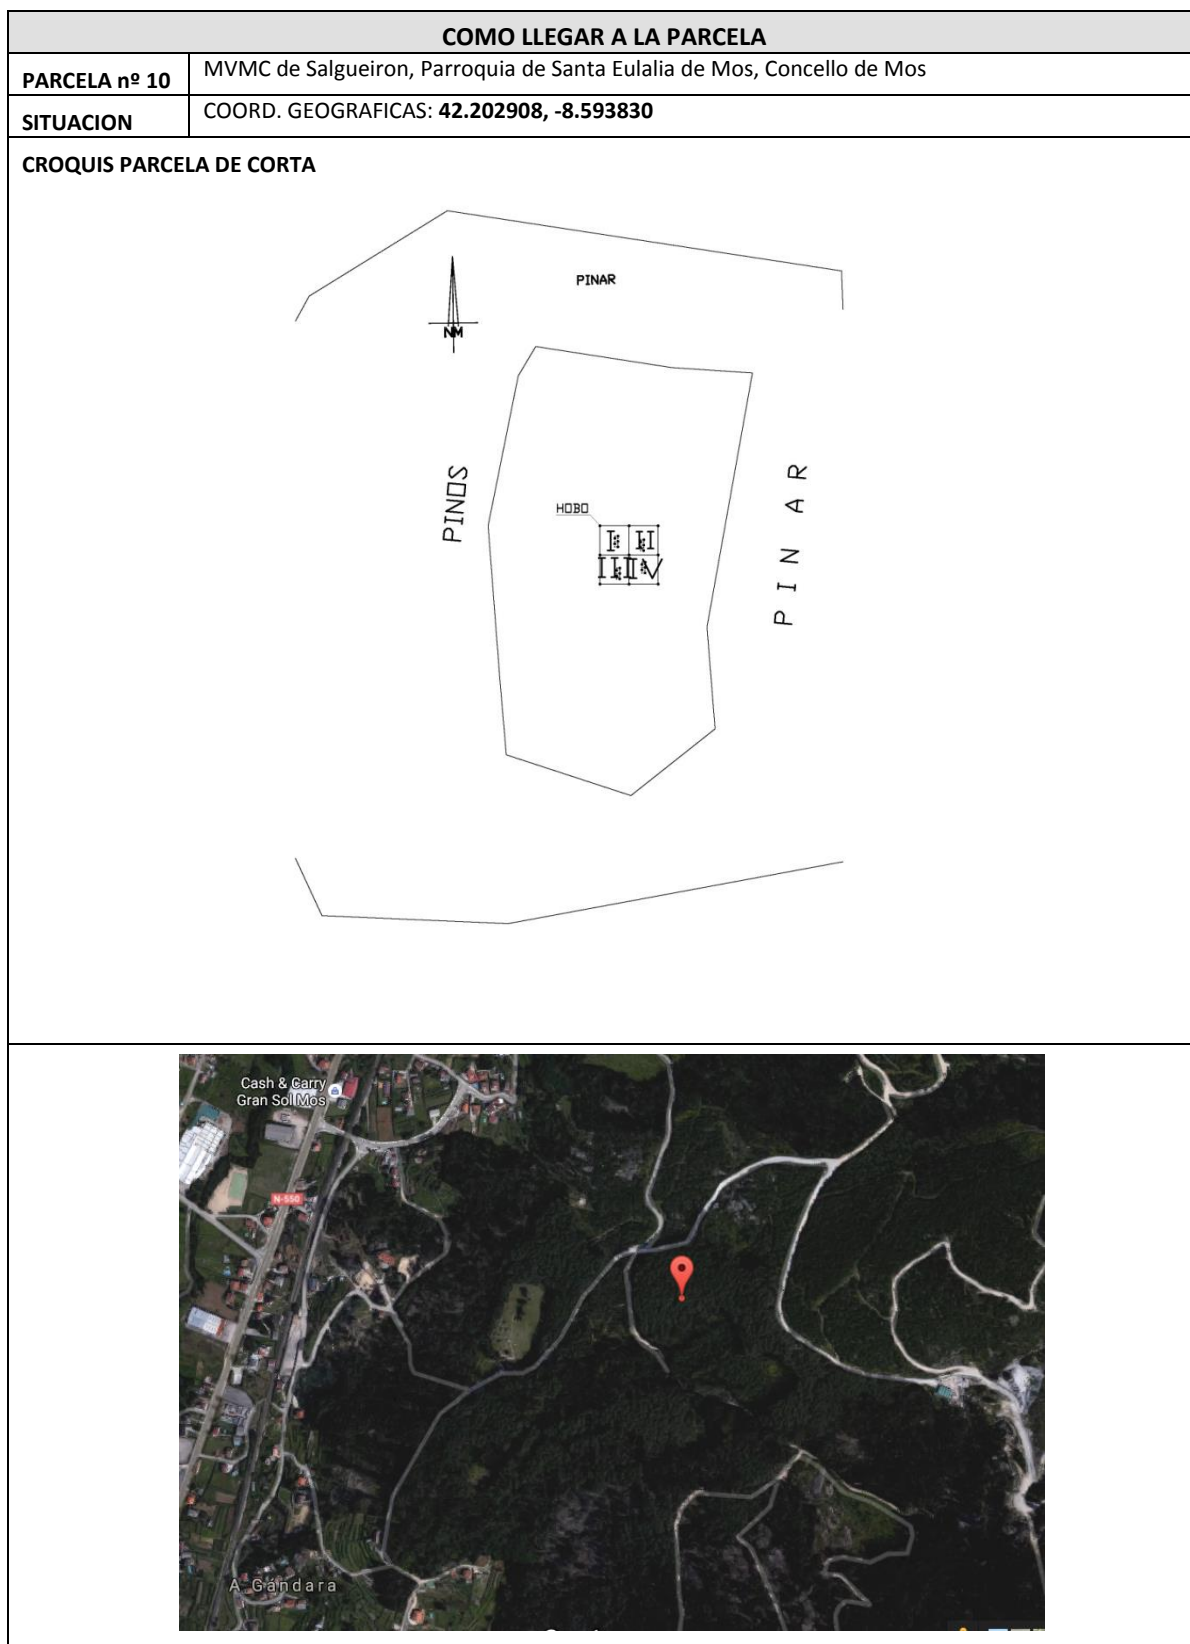 COMO LLEGAR A LA PARCELA
PARCELA nº 10
MVMC de Salgueiron, Parroquia de Santa Eulalia de Mos, Concello de Mos
SITUACION
COORD. GEOGRAFICAS: 42.202908, -8.593830
CROQUIS PARCELA DE CORTA
PINAR
NM
PINOS
PINAR
HOBO
I II
III IV
Cash & Carry
Gran Sol Mos
N-550
A Gándara